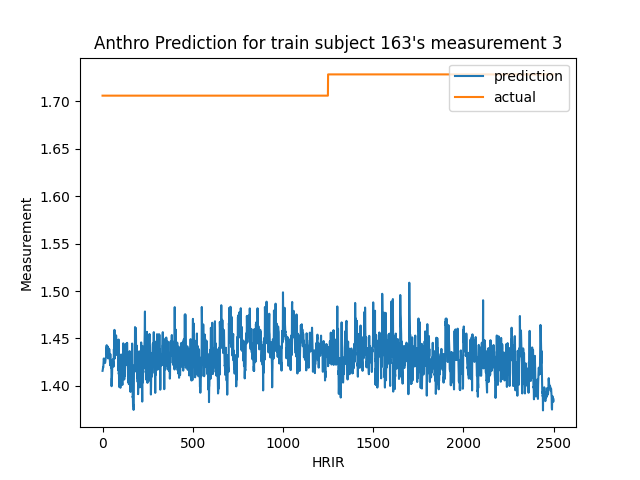 Anthro Prediction for train subject 163's measurement 3
prediction
actual
1.70
1.65
1.60
1.55
1.50
1.45
1.40
Measurement
0
500
1000
1500
2000
2500
HRIR